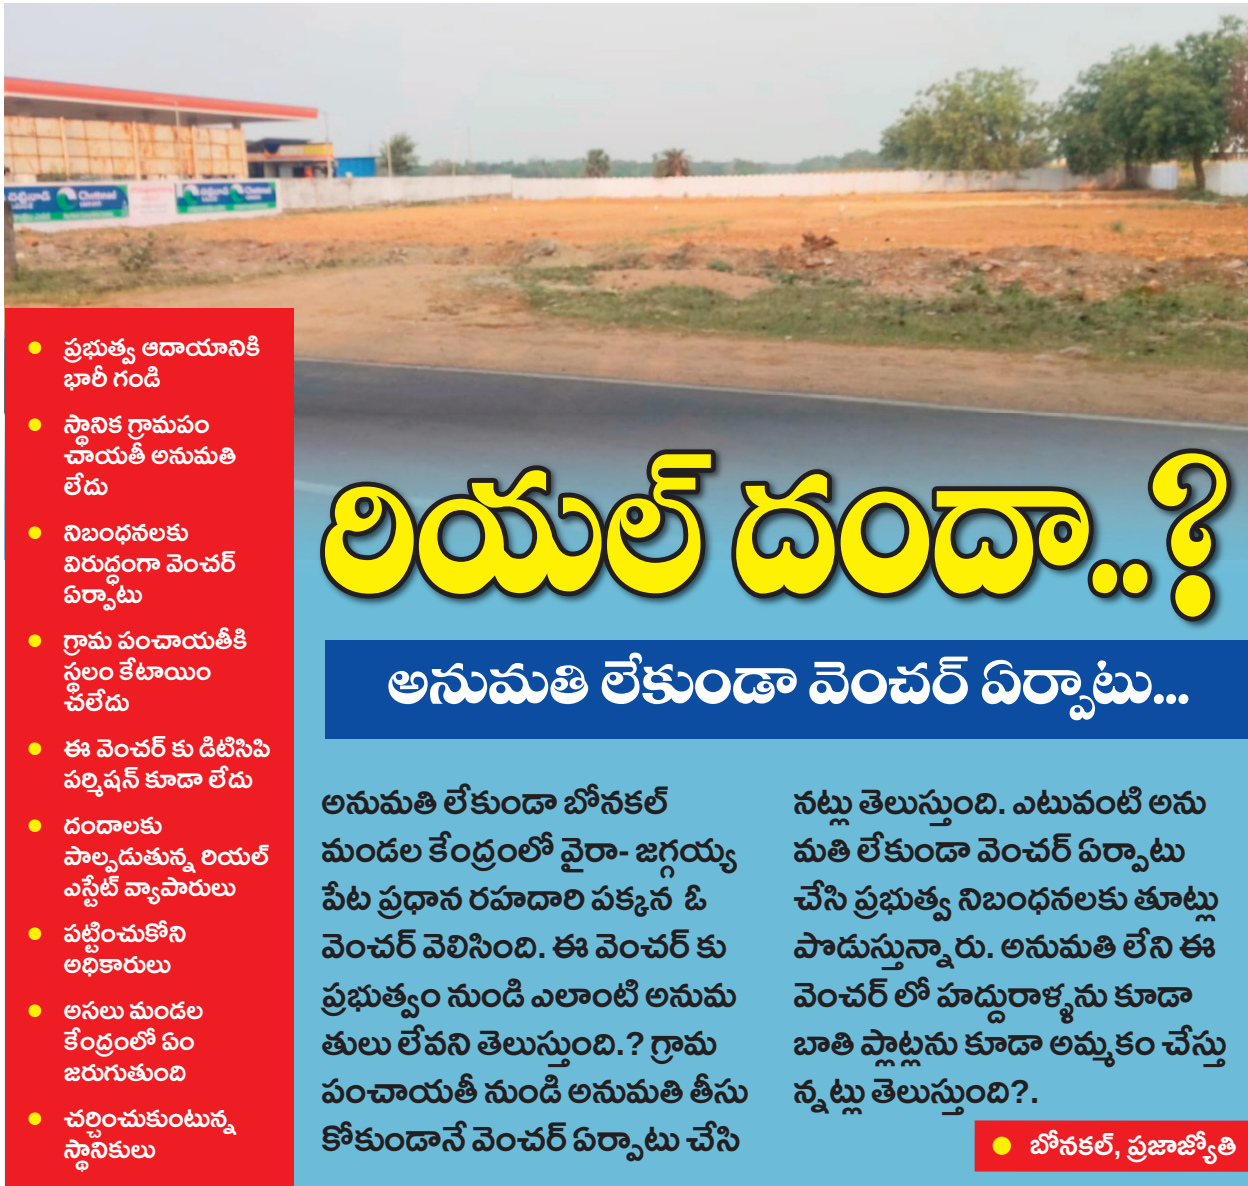 చెట్టినాడ్
Chettinad
చెట్టినాడ్
Chettinad
ప్రభుత్వ ఆదాయానికి
భారీ గండి
స్థానిక గ్రామపం
చాయతీ అనుమతి
లేదు
నిబంధనలకు
విరుద్ధంగా వెంచర్
ఏర్పాటు
గ్రామ పంచాయతీకి
స్థలం కేటాయిం
చలేదు
ఈ వెంచర్ కు డిటిసిపి
పర్మిషన్ కూడా లేదు
దందాలకు
పాల్పడుతున్న రియల్
ఎస్టేట్ వ్యాపారులు
పట్టించుకోని
అధికారులు
అసలు మండల
కేంద్రంలో ఏం
జరుగుతుంది
చర్చించుకుంటున్న
స్థానికులు
రియల్ దందా..?
అనుమతి లేకుండా వెంచర్ ఏర్పాటు...
అనుమతి లేకుండా బోనకల్
మండల కేంద్రంలో వైరా- జగ్గయ్య
పేట ప్రధాన రహదారి పక్కన ఓ
వెంచర్ వెలిసింది. ఈ వెంచర్ కు
ప్రభుత్వం నుండి ఎలాంటి అనుమ
తులు లేవని తెలుస్తుంది.? గ్రామ
పంచాయతీ నుండి అనుమతి తీసు
కోకుండానే వెంచర్ ఏర్పాటు చేసి
నట్లు తెలుస్తుంది. ఎటువంటి అను
మతి లేకుండా వెంచర్ ఏర్పాటు
చేసి ప్రభుత్వ నిబంధనలకు తూట్లు
పొడుస్తున్నారు. అనుమతి లేని ఈ
వెంచర్ లో హద్దురాళ్ళను కూడా
బాతి ప్లాట్లను కూడా అమ్మకం చేస్తు
న్నట్లు తెలుస్తుంది?.
బోనకల్, ప్రజాజ్యోతి